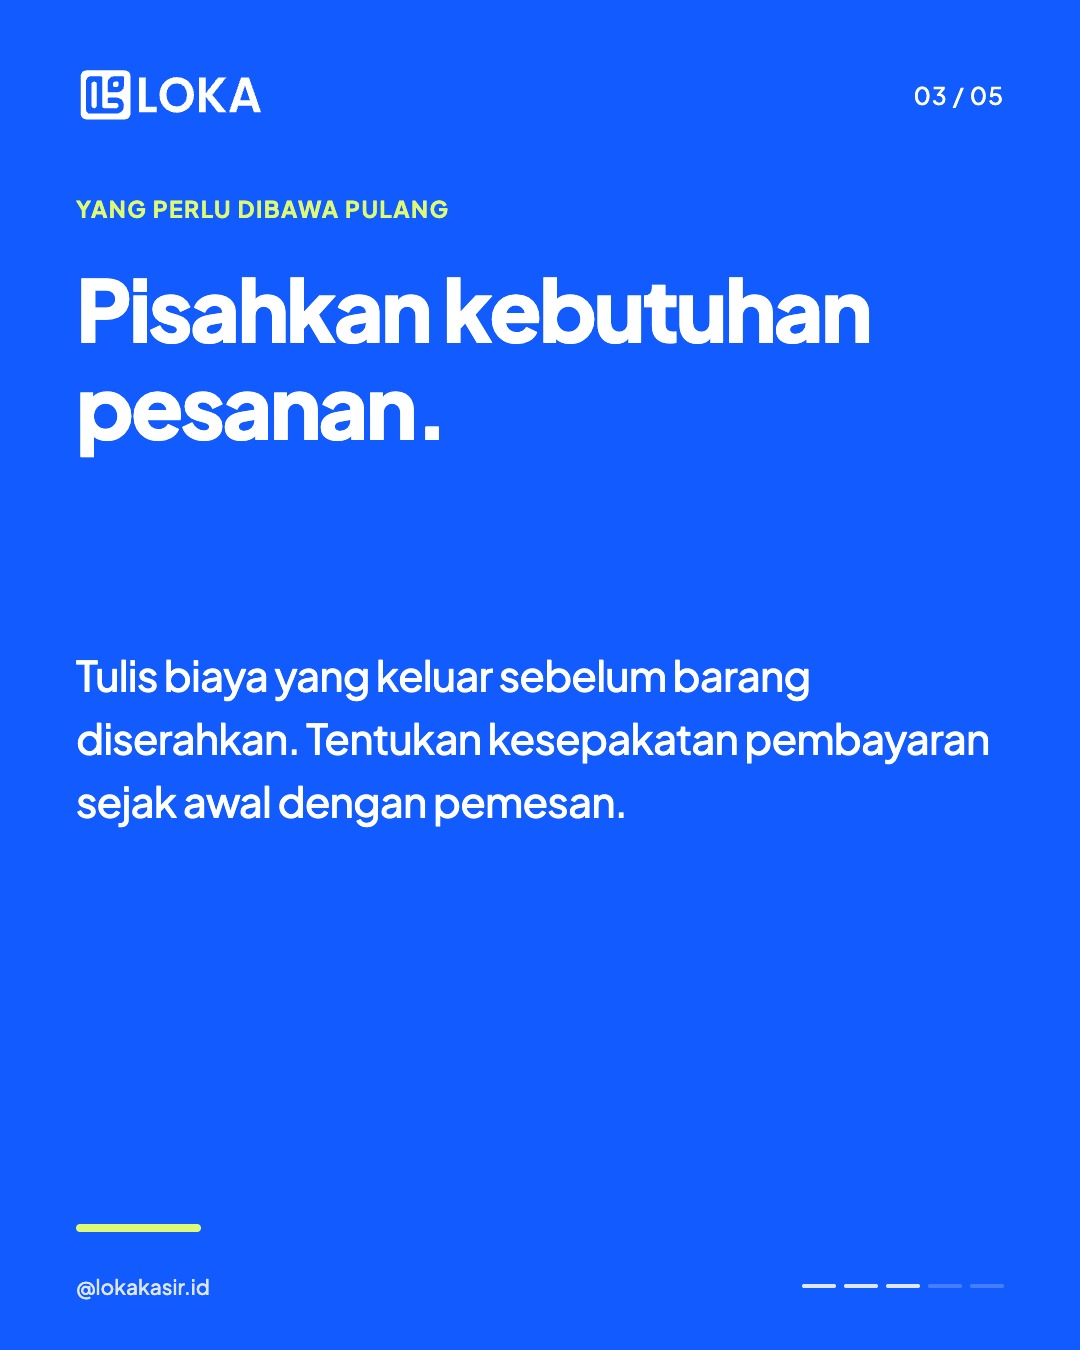 LOKA
03 / 05
YANG PERLU DIBAWA PULANG
Pisahkan kebutuhan
pesanan.
Tulis biaya yang keluar sebelum barang
diserahkan. Tentukan kesepakatan pembayaran
sejak awal dengan pemesan.
@lokakasir.id